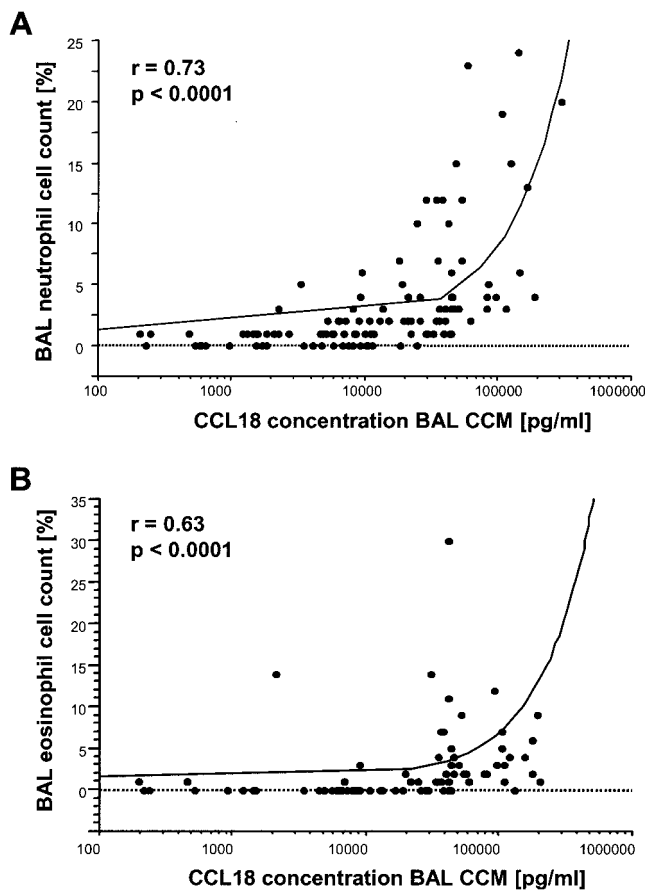 A
r = 0.73
p < 0.0001
BAL neutrophil cell count [%]
25
20
15
10
5
0
100
1000
10000
100000
1000000
CCL18 concentration BAL CCM [pg/ml]
B
r = 0.63
p < 0.0001
BAL eosinophil cell count [%]
35
30
25
20
15
10
5
0
100
1000
10000
100000
1000000
CCL18 concentration BAL CCM [pg/ml]